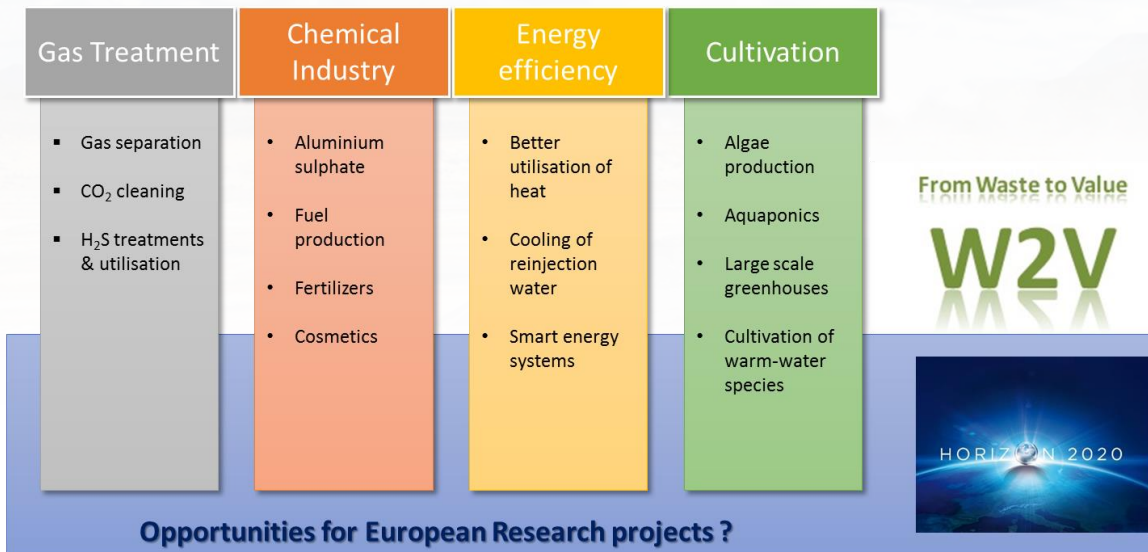 Gas Treatment
▪ Gas separation
▪ CO₂ cleaning
▪ H₂S treatments
& utilisation
Chemical
Industry
• Aluminium
sulphate
• Fuel
production
• Fertilizers
• Cosmetics
Energy
efficiency
• Better
utilisation of
heat
• Cooling of
reinjection
water
• Smart energy
systems
Cultivation
• Algae
production
• Aquaponics
• Large scale
greenhouses
• Cultivation of
warm-water
species
From Waste to Value
W2V
HORIZON 2020
Opportunities for European Research projects ?